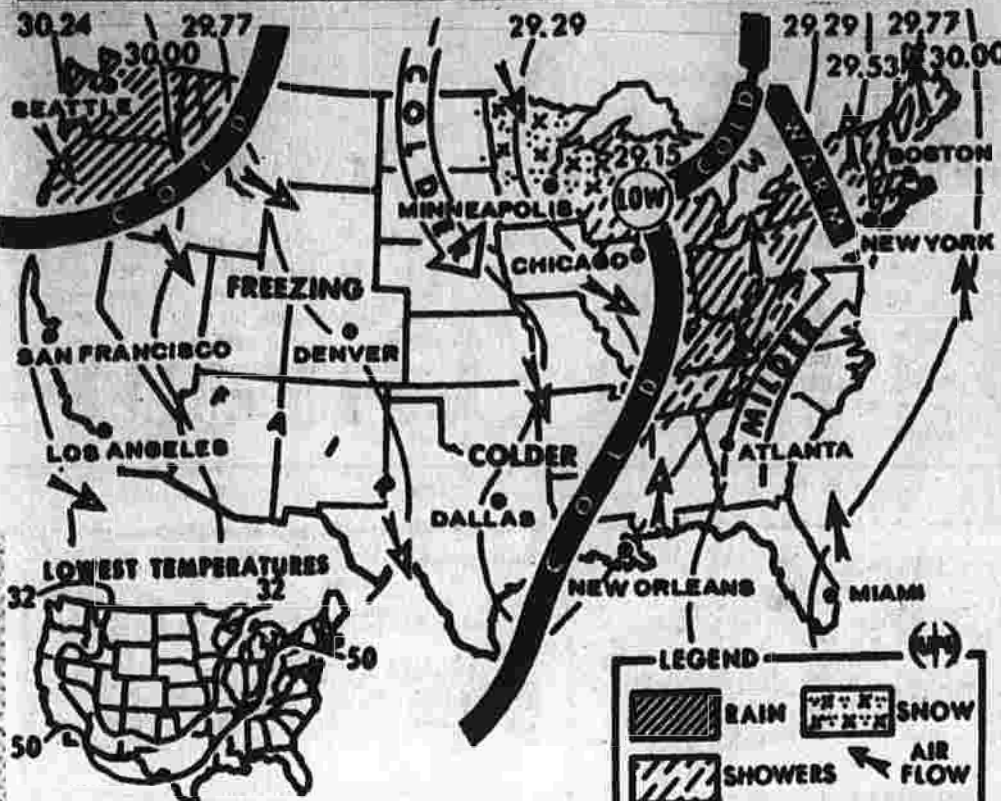 30.24 29.77 29.29 29.29 29.77
30.00 29.53 30.00
SEATTLE
COLD
COLDER
COLD
WARM
29.15
BOSTON
LOW
MINNEAPOLIS
NEW YORK
CHICAGO
FREEZING
SAN FRANCISCO
DENVER
MILDER
COLD
LOS ANGELES
COLDER
ATLANTA
DALLAS
NEW ORLEANS
MIAMI
LOWEST TEMPERATURES
32 32
50
50
LEGEND
RAIN SNOW
SHOWERS AIR
FLOW